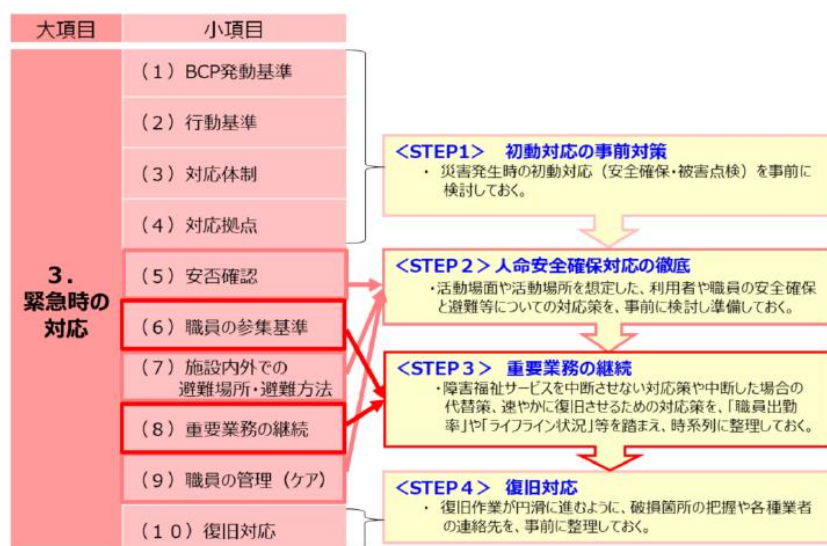 大項目
小項目
3.
緊急時の
対応
(1)BCP発動基準
(2)行動基準
(3)対応体制
(4)対応拠点
(5)安否確認
(6)職員の参集基準
(7)施設内外での
避難場所・避難方法
(8)重要業務の継続
(9)職員の管理(ケア)
(10)復旧対応
<STEP1> 初動対応の事前対策
・ 災害発生時の初動対応(安全確保・被害点検)を事前に
検討しておく。
<STEP2>人命安全確保対応の徹底
・活動場面や活動場所を想定した、利用者や職員の安全確保
と避難等についての対応策を、事前に検討し準備しておく。
<STEP3> 重要業務の継続
・障害福祉サービスを中断させない対応策や中断した場合の
代替策、速やかに復旧させるための対応策を、「職員出勤
率」や「ライフライン状況」等を踏まえ、時系列に整理しておく。
<STEP4> 復旧対応
・ 復旧作業が円滑に進むように、破損箇所の把握や各種業者
の連絡先を、事前に整理しておく。